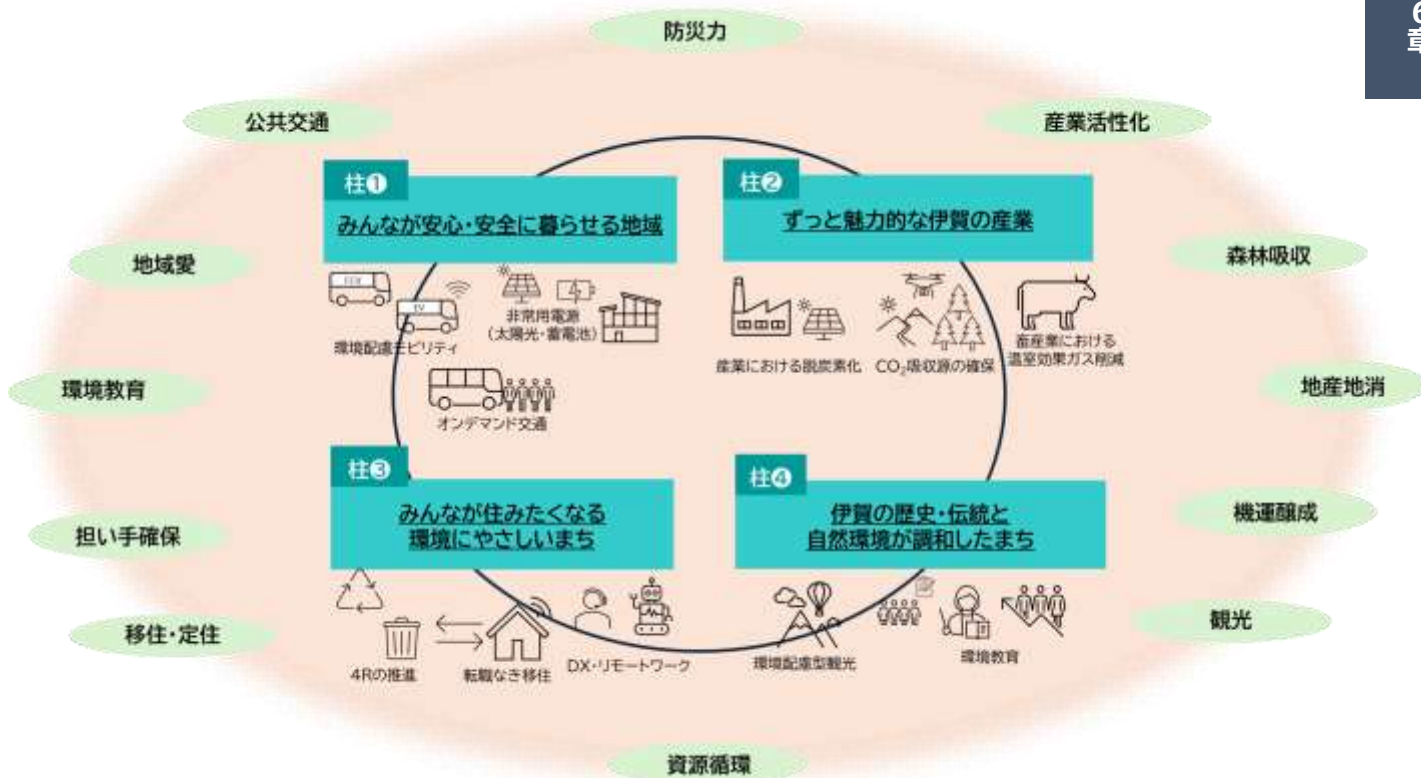 6
章
防災力
公共交通
産業活性化
柱❶
みんなが安心・安全に暮らせる地域
柱❷
ずっと魅力的な伊賀の産業
地域愛
森林吸収
FCV
EV
環境配慮モビリティ
非常用電源
（太陽光・蓄電池）
産業における脱炭素化
CO₂吸収源の確保
畜産業における
温室効果ガス削減
環境教育
地産地消
オンデマンド交通
柱❸
みんなが住みたくなる
環境にやさしいまち
柱❹
伊賀の歴史・伝統と
自然環境が調和したまち
担い手確保
機運醸成
移住・定住
観光
4Rの推進
転職なき移住
DX・リモートワーク
環境配慮型観光
環境教育
資源循環